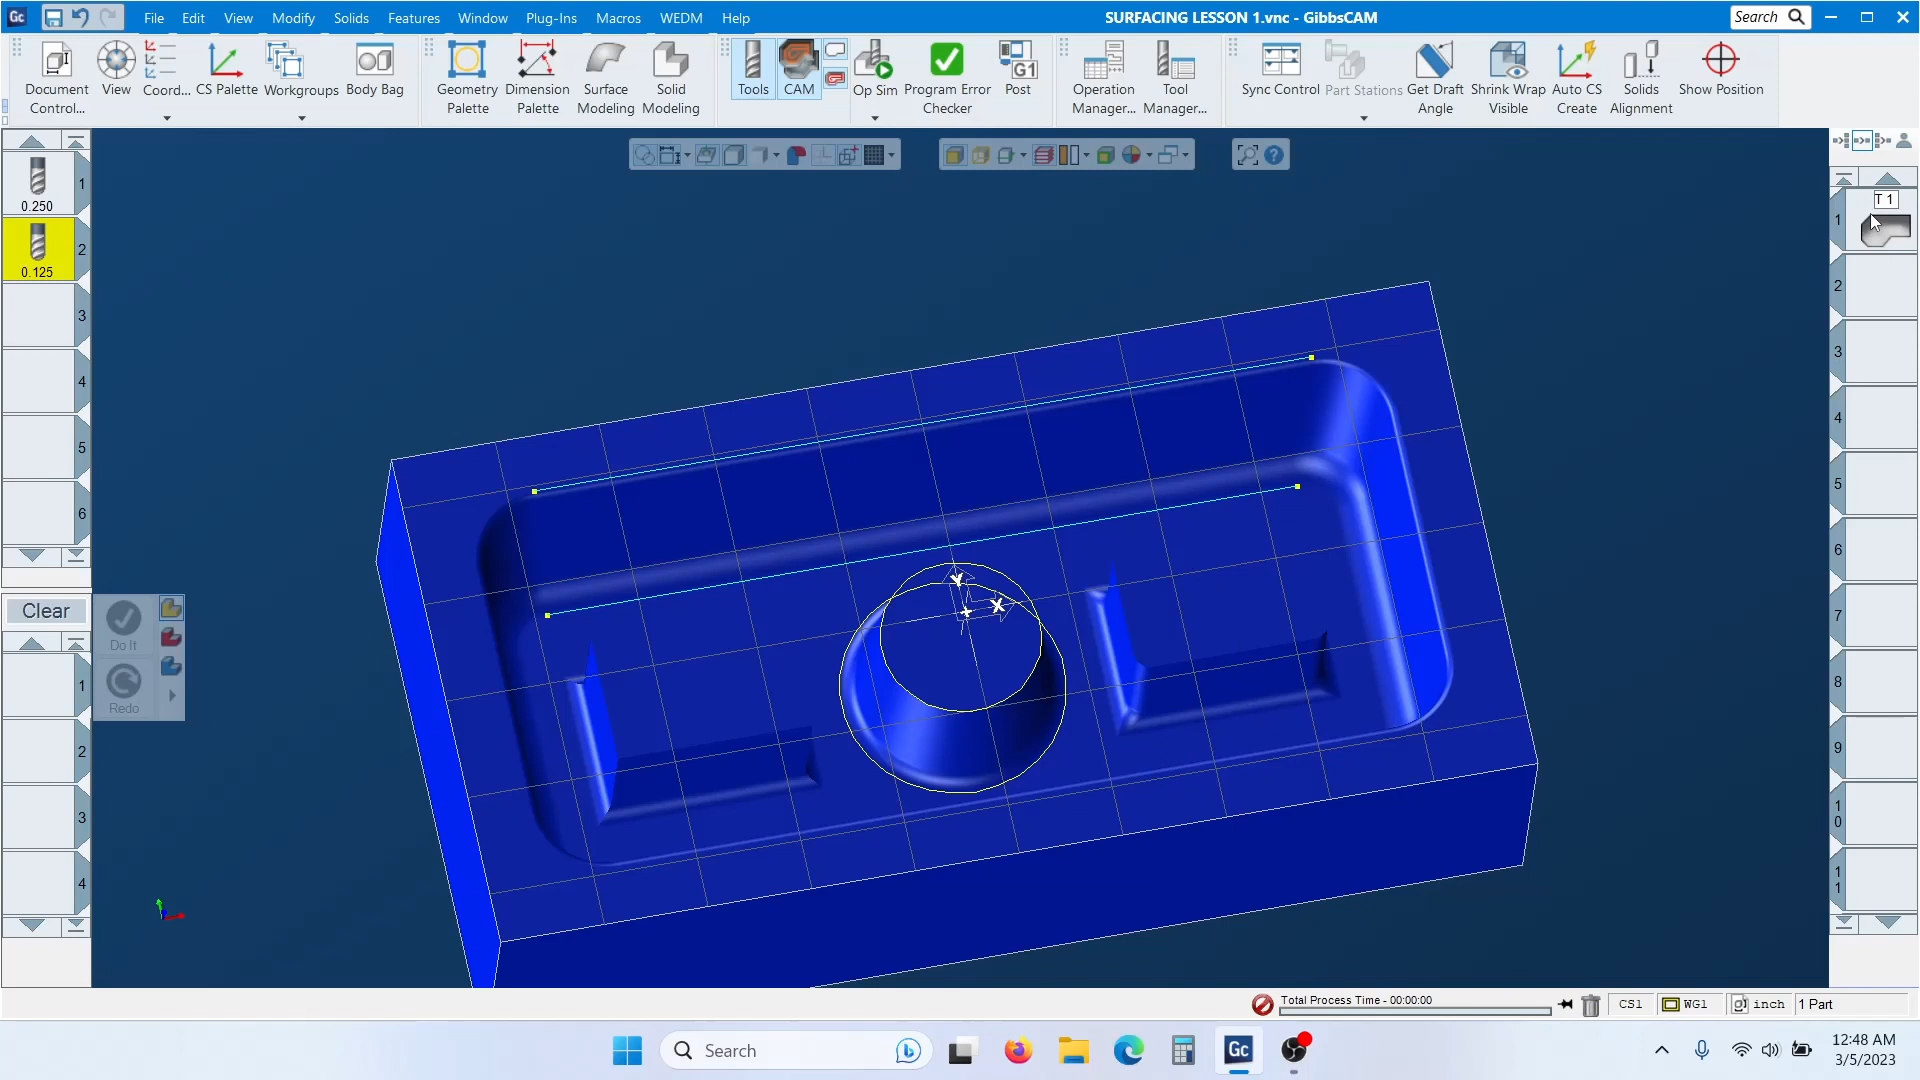 Gc File Edit View Modify Solids Features Window Plug-Ins Macros WEDM Help SURFACING LESSON 1.vnc - GibbsCAM Search
Document Control... View Coord... CS Palette Workgroups Body Bag Geometry Palette Dimension Palette Surface Modeling Solid Modeling Tools CAM Op Sim Program Error Checker G1 Post Operation Manager... Tool Manager... Sync Control Part Stations Get Draft Angle Shrink Wrap Visible Auto CS Create Solids Alignment Show Position
1
0.250
2
0.125
3
4
5
6
Clear
Do It
Redo
1
2
3
4
Y
X
T 1
1
2
3
4
5
6
7
8
9
10
11
Total Process Time - 00:00:00 CS1 WG1 inch 1 Part
Search Gc 12:48 AM
3/5/2023